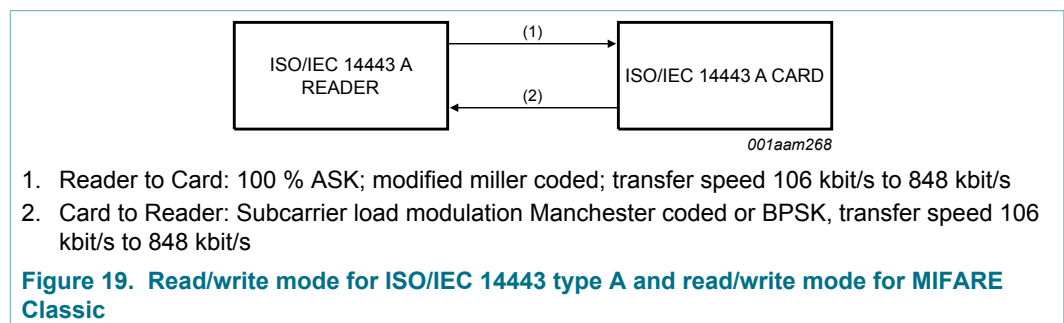 (1)
ISO/IEC 14443 A
READER
ISO/IEC 14443 A CARD
(2)
001aam268
1. Reader to Card: 100 % ASK; modified miller coded; transfer speed 106 kbit/s to 848 kbit/s
2. Card to Reader: Subcarrier load modulation Manchester coded or BPSK, transfer speed 106
kbit/s to 848 kbit/s
Figure 19. Read/write mode for ISO/IEC 14443 type A and read/write mode for MIFARE
Classic